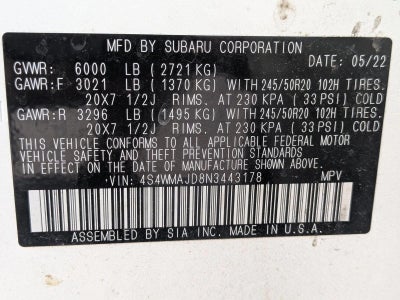 MFD BY SUBARU CORPORATION DATE: 05/22
GVWR: 6000 LB (2721 KG)
GAWR:F 3021 LB (1370 KG) WITH 245/50R20 102H TIRES.
20X7 1/2J RIMS. AT 230 KPA (33 PSI) COLD
GAWR:R 3296 LB (1495 KG) WITH 245/50R20 102H TIRES.
20X7 1/2J RIMS. AT 230 KPA (33 PSI) COLD
THIS VEHICLE CONFORMS TO ALL APPLICABLE FEDERAL MOTOR
VEHICLE SAFETY, BUMPER, AND THEFT PREVENTION STANDARDS
IN EFFECT ON THE DATE OF MANUFACTURE SHOWN ABOVE.
VIN: 4S4WMAJD8N3443178 MPV
ASSEMBLED BY SIA INC. MADE IN U.S.A.